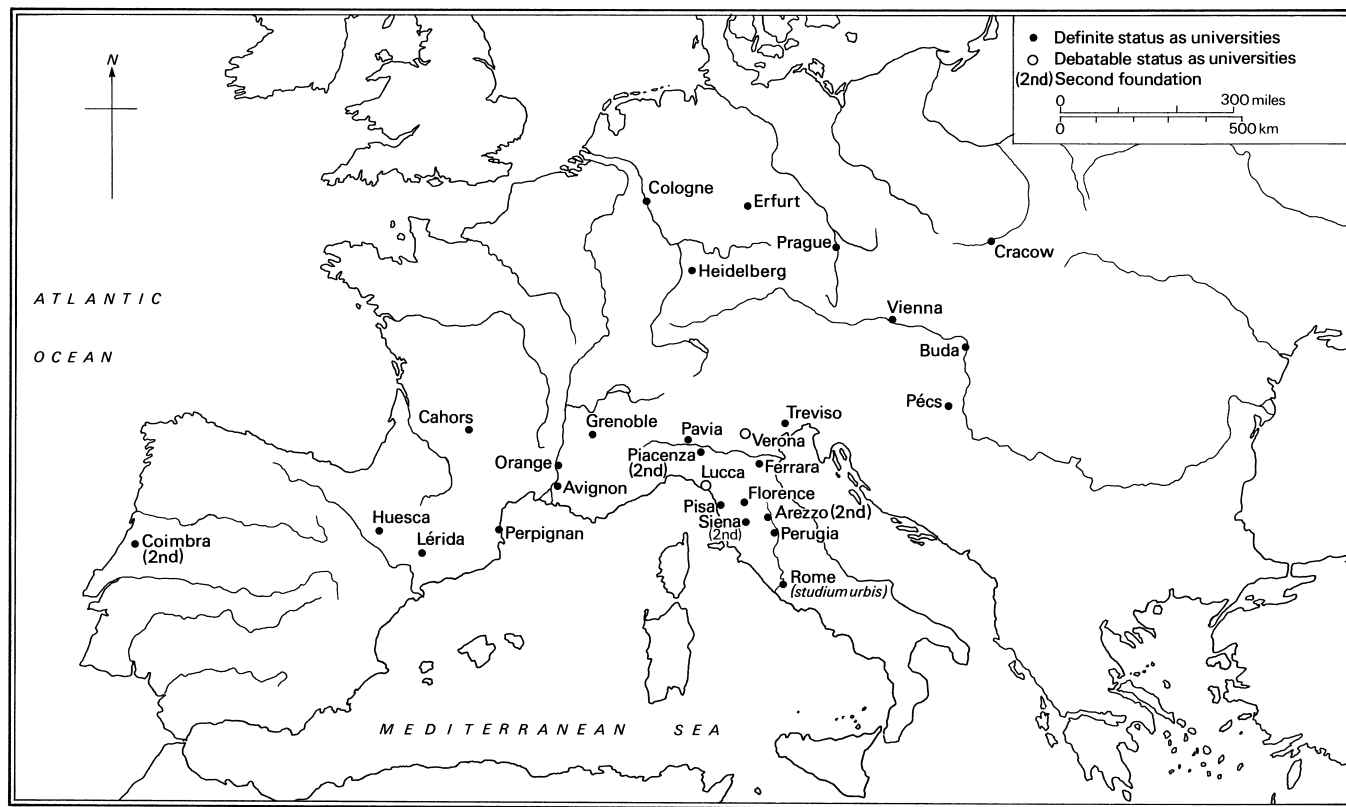 N
● Definite status as universities
○ Debatable status as universities
(2nd) Second foundation
0 300 miles
0 500 km
Cologne
Erfurt
Prague
Cracow
Heidelberg
ATLANTIC
OCEAN
Vienna
Buda
Pécs
Cahors
Grenoble
Pavia
Treviso
Verona
Piacenza
(2nd)
Orange
Ferrara
Lucca
Avignon
Florence
Pisa
Arezzo (2nd)
Siena
(2nd)
Huesca
Lérida
Perpignan
Perugia
Coimbra
(2nd)
Rome
(studium urbis)
MEDITERRANEAN SEA